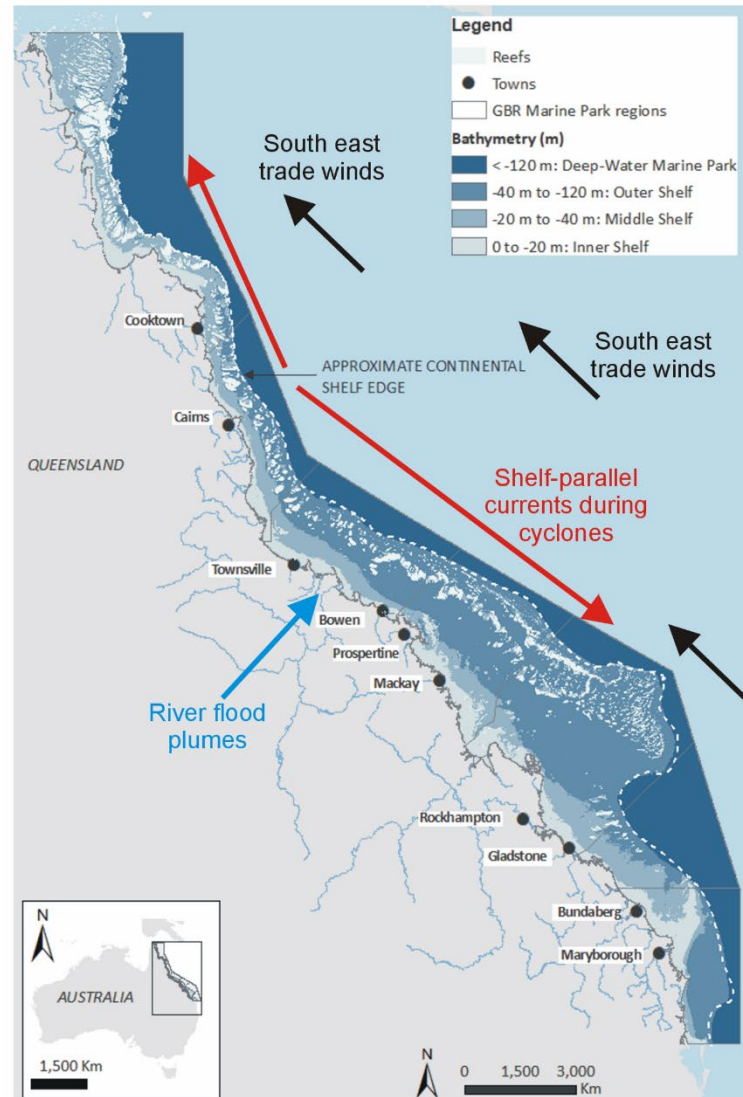 Legend
Reefs
Towns
GBR Marine Park regions
Bathymetry (m)
< -120 m: Deep-Water Marine Park
-40 m to -120 m: Outer Shelf
-20 m to -40 m: Middle Shelf
0 to -20 m: Inner Shelf
South east
trade winds
South east
trade winds
Cooktown
APPROXIMATE CONTINENTAL
SHELF EDGE
Cairns
QUEENSLAND
Shelf-parallel
currents during
cyclones
Townsville
Bowen
Prospertine
Mackay
River flood
plumes
Rockhampton
Gladstone
Bundaberg
Maryborough
N
AUSTRALIA
1,500 Km
N
0 1,500 3,000
Km